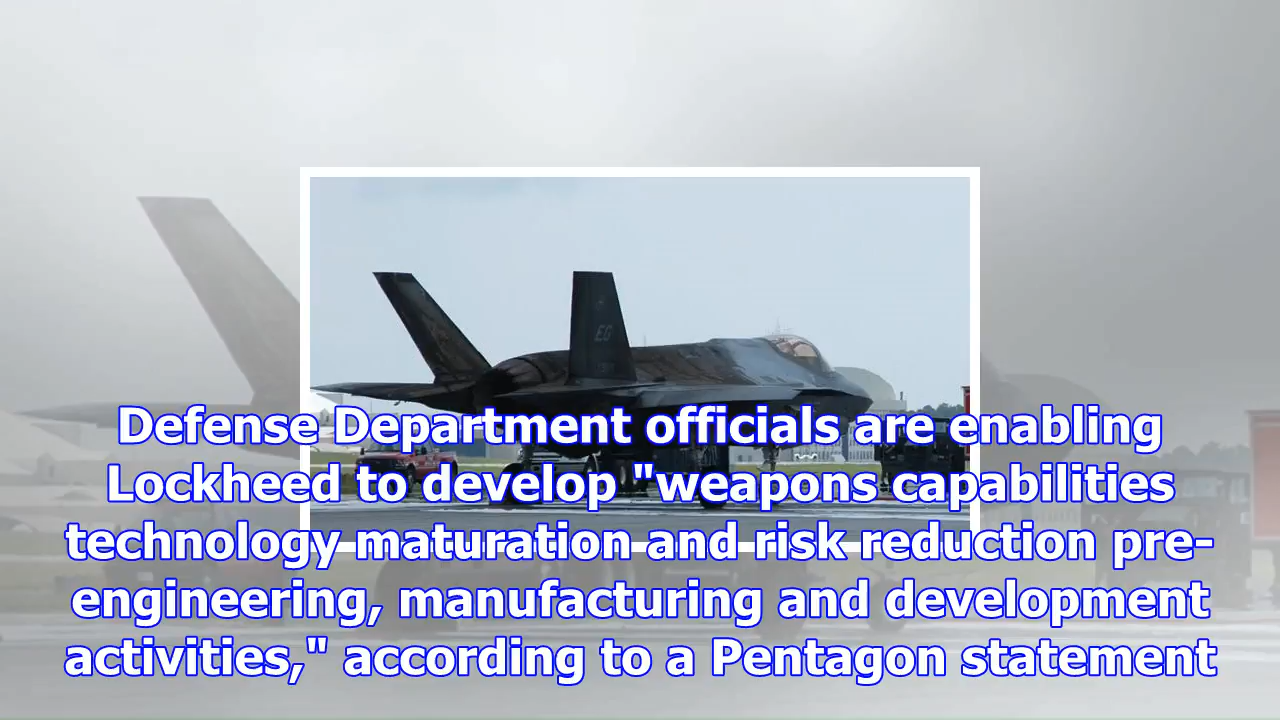 EG
Defense Department officials are enabling
Lockheed to develop "weapons capabilities
technology maturation and risk reduction pre-
engineering, manufacturing and development
activities," according to a Pentagon statement